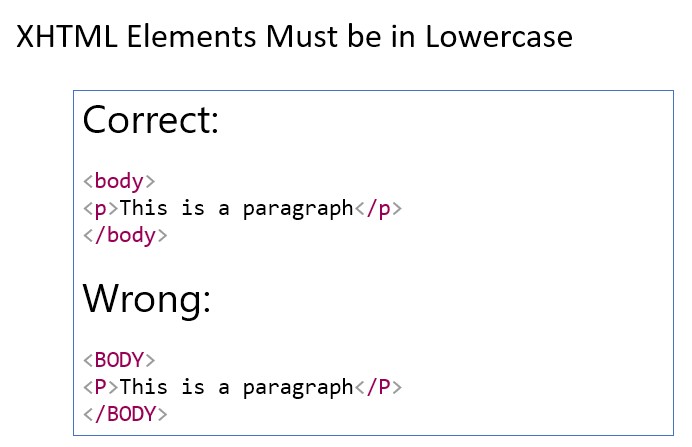 XHTML Elements Must be in Lowercase
Correct:
<body>
<p>This is a paragraph</p>
</body>
Wrong:
<BODY>
<P>This is a paragraph</P>
</BODY>